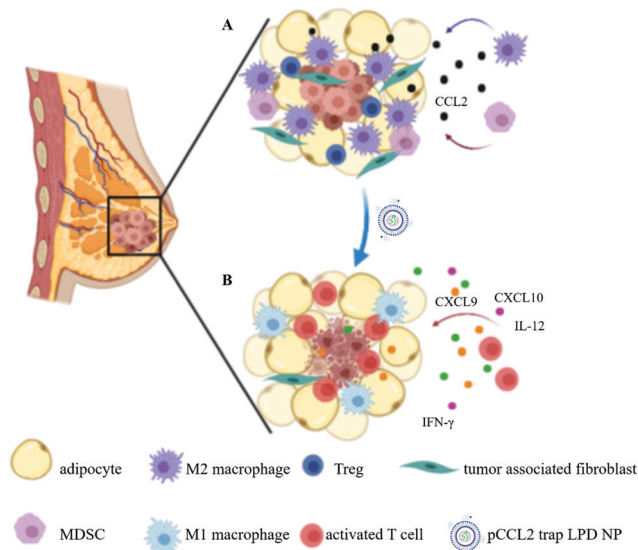 A
CCL2
B
CXCL9
CXCL10
IL-12
IFN-γ
adipocyte
M2 macrophage
Treg
tumor associated fibroblast
MDSC
M1 macrophage
activated T cell
pCCL2 trap LPD NP